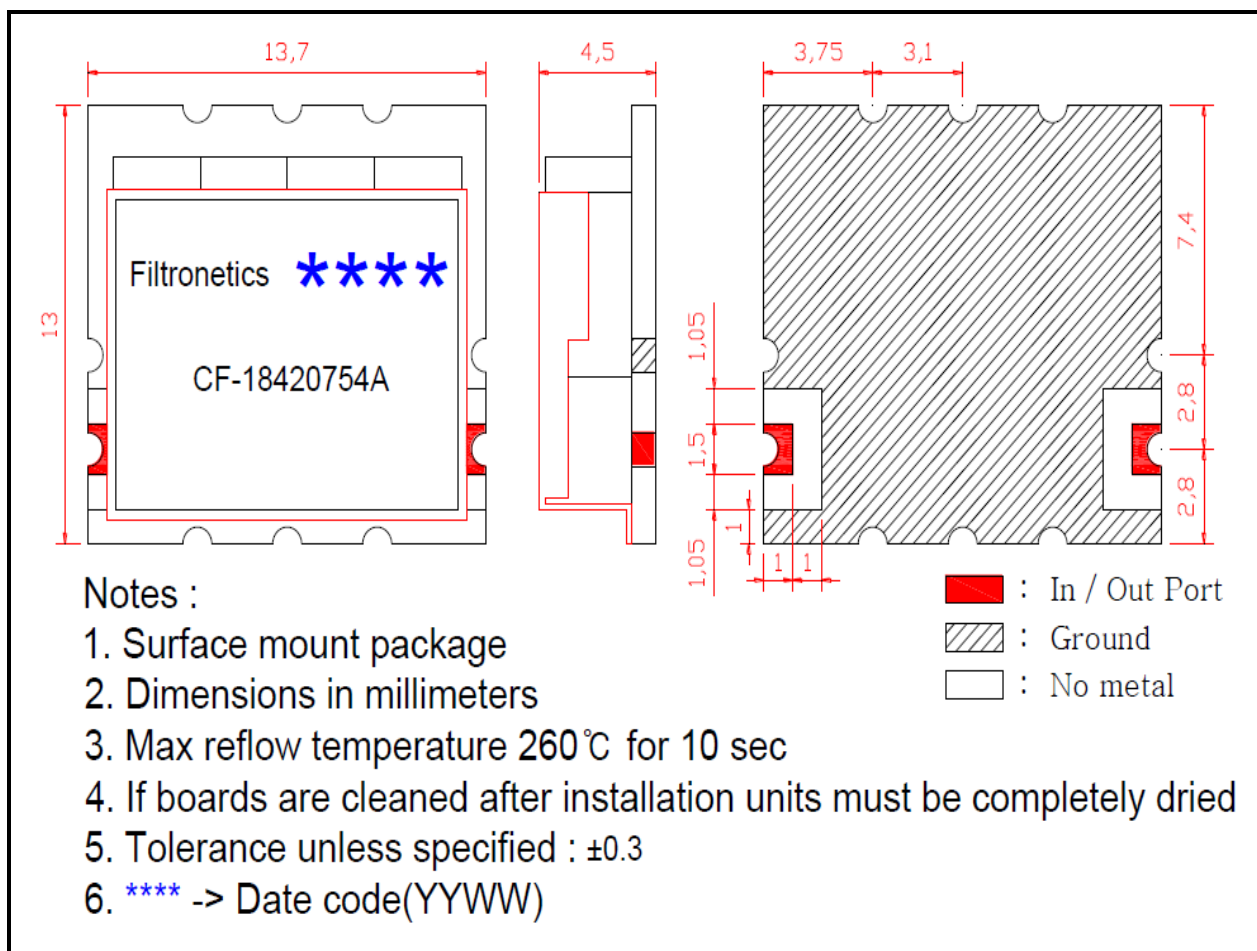 13,7
4,5
3,75
3,1
13
7,4
Filtronetics ****
CF-18420754A
1,05
1,5
1,05
1
1
1
2,8
2,8
Notes :
1. Surface mount package
2. Dimensions in millimeters
3. Max reflow temperature 260℃ for 10 sec
4. If boards are cleaned after installation units must be completely dried
5. Tolerance unless specified : ±0.3
6. **** -> Date code(YYWW)
: In / Out Port
: Ground
: No metal